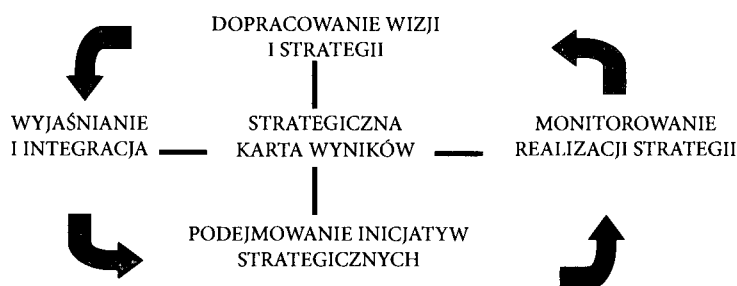 DOPRACOWANIE WIZJI
I STRATEGII
WYJAŚNIANIE
I INTEGRACJA
STRATEGICZNA
KARTA WYNIKÓW
MONITOROWANIE
REALIZACJI STRATEGII
PODEJMOWANIE INICJATYW
STRATEGICZNYCH